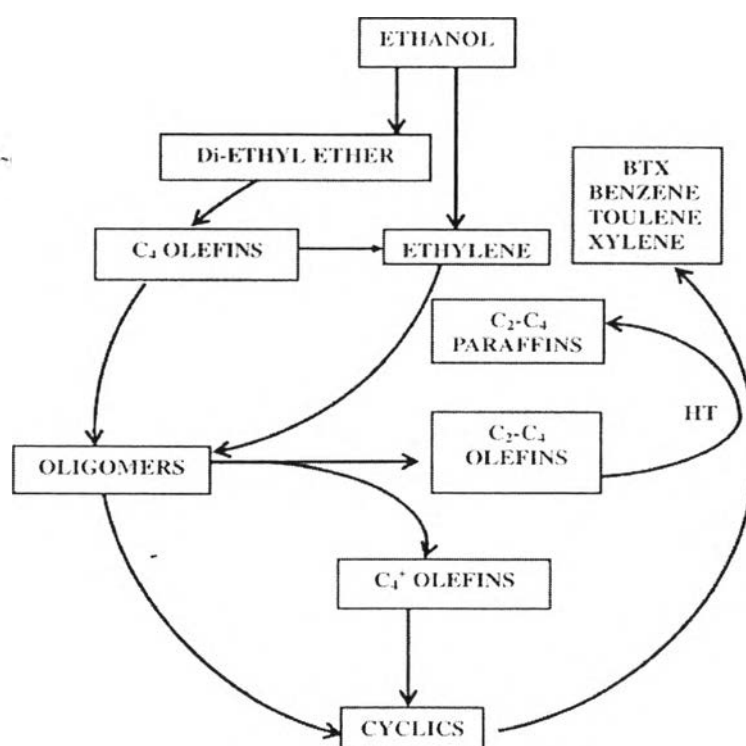 ETHANOL
Di-ETHYL ETHER
BTX
BENZENE
TOULENE
XYLENE
C₄ OLEFINS
ETHYLENE
C₂-C₄
PARAFFINS
HT
C₂-C₄
OLEFINS
OLIGOMERS
C₄⁺ OLEFINS
CYCLICS